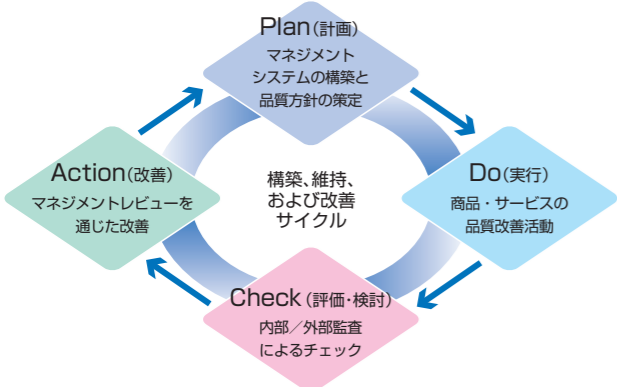 Plan(計画)
マネジメント
システムの構築と
品質方針の策定
Action(改善)
マネジメントレビューを
通じた改善
構築、維持、
および改善
サイクル
Do(実行)
商品・サービスの
品質改善活動
Check(評価・検討)
内部／外部監査
によるチェック